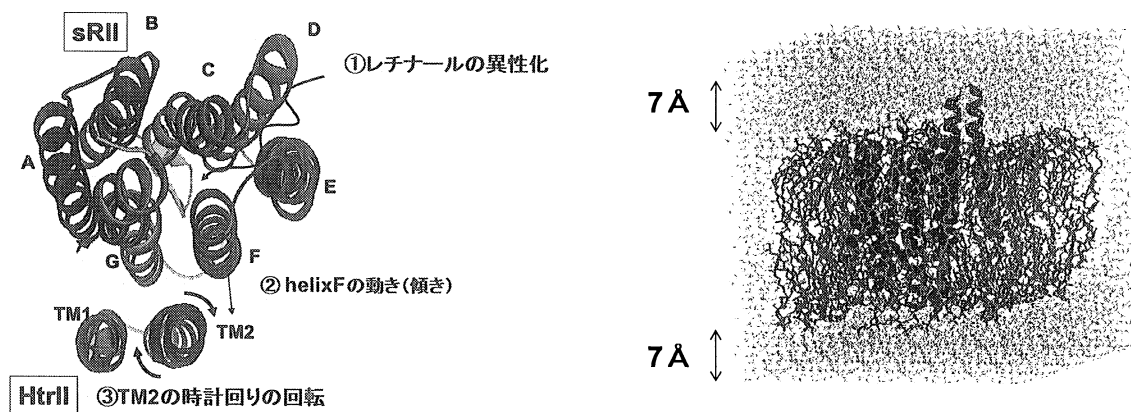 sRII
B
D
C
①レチナールの異性化
A
E
G
F
②helixFの動き(傾き)
TM1
TM2
HtrII
③TM2の時計回りの回転
7 Å
7 Å